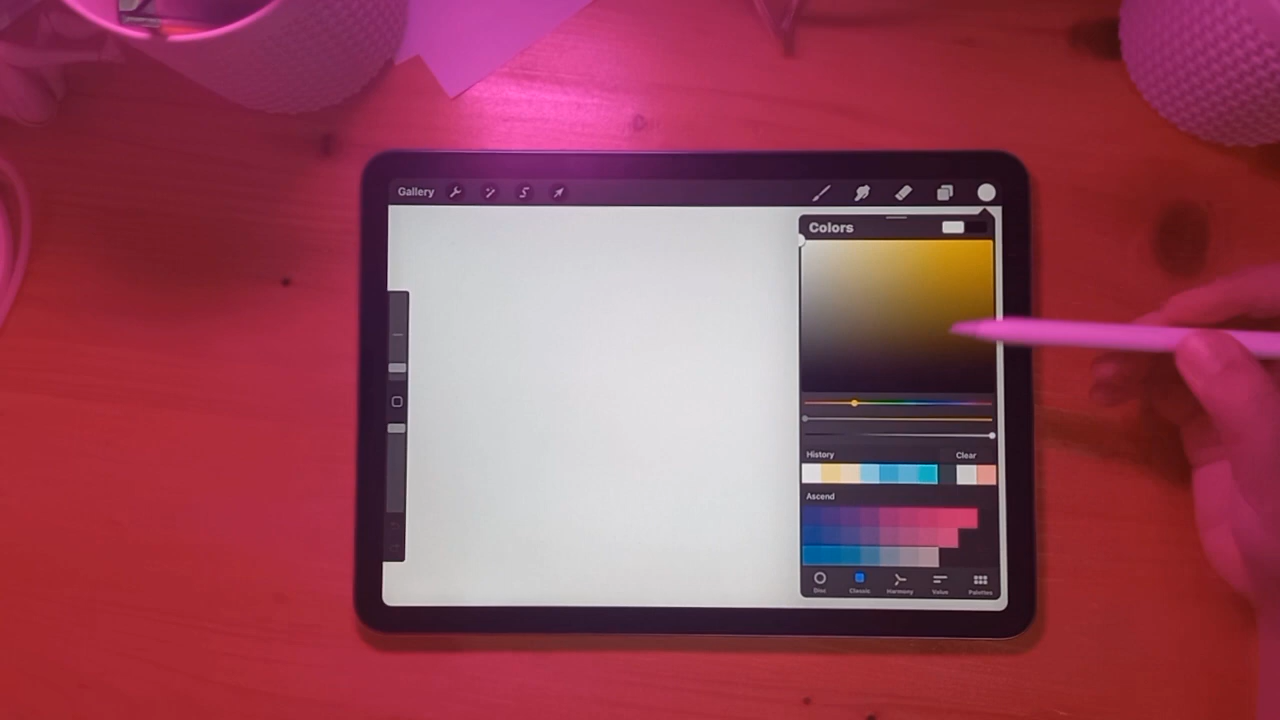 Gallery
Colors
History Clear
Ascend
Disc Classic Harmony Value Palettes